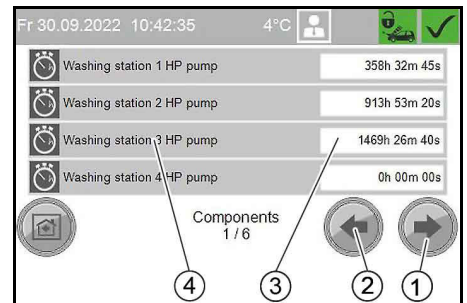 Fr 30.09.2022 10:42:35 4°C
Washing station 1 HP pump 358h 32m 45s
Washing station 2 HP pump 913h 53m 20s
Washing station 3 HP pump 1469h 26m 40s
Washing station 4 HP pump 0h 00m 00s
Components
1 / 6
4 3 2 1